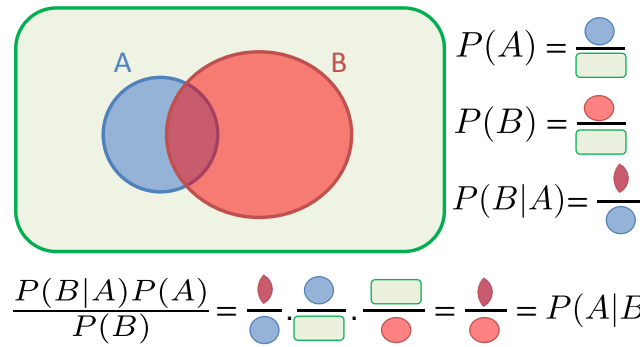 A
B
P(A) =
P(B) =
P(B|A)=
P(B|A)P(A)
P(B)
= . . = = P(A|B